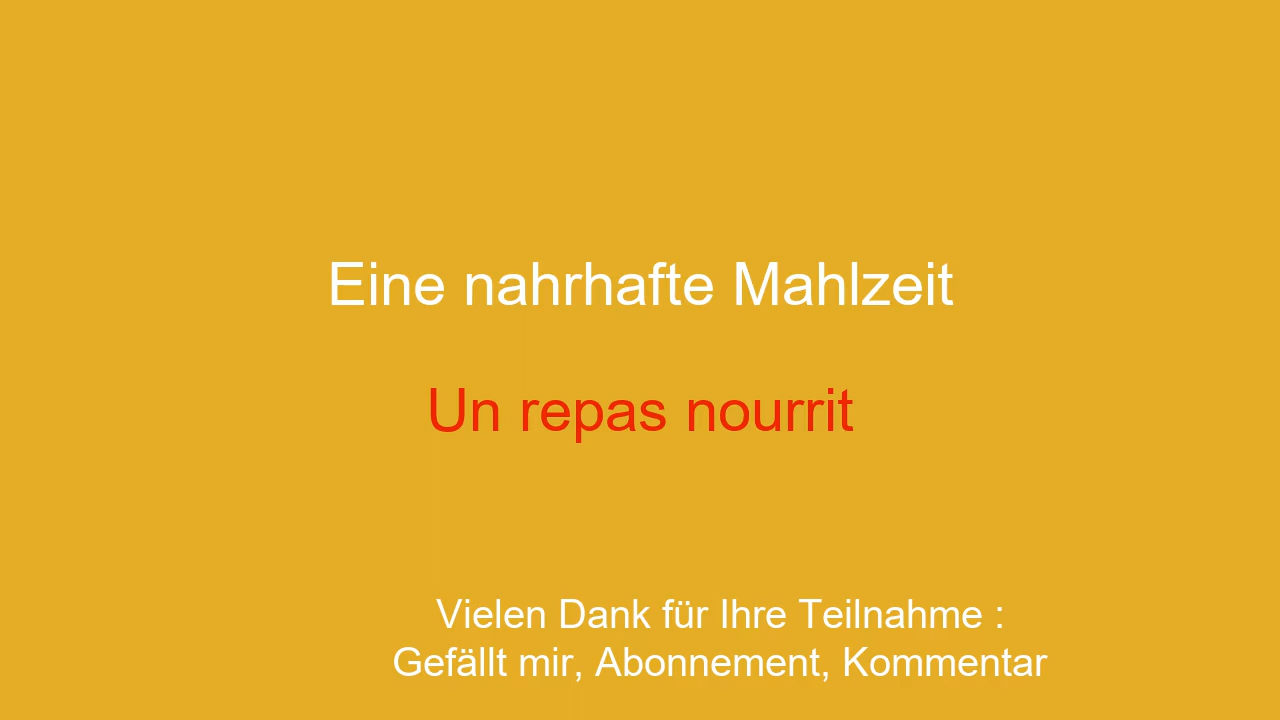 Eine nahrhafte Mahlzeit
Un repas nourrit
Vielen Dank für Ihre Teilnahme :
Gefällt mir, Abonnement, Kommentar